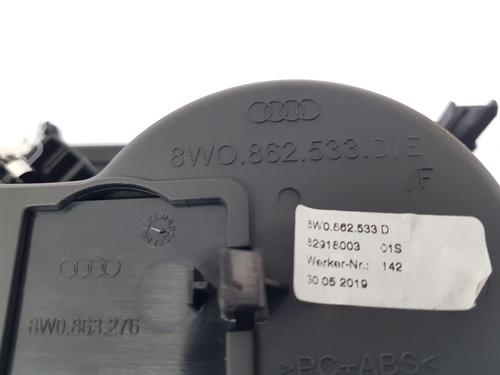 8W0.862.533.D/E
/F
8W0.862.533 D
82918003 01S
Werker-Nr.: 142
30.05.2019
8W0.863.276
>PC+ABS<